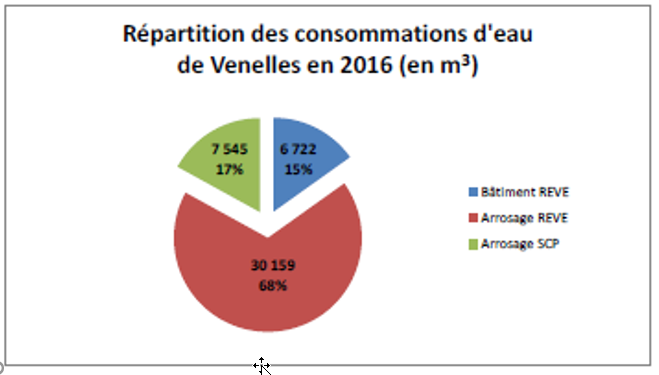 Répartition des consommations d'eau
de Venelles en 2016 (en m³)
7 545
17%
6 722
15%
30 159
68%
Bâtiment REVE
Arrosage REVE
Arrosage SCP